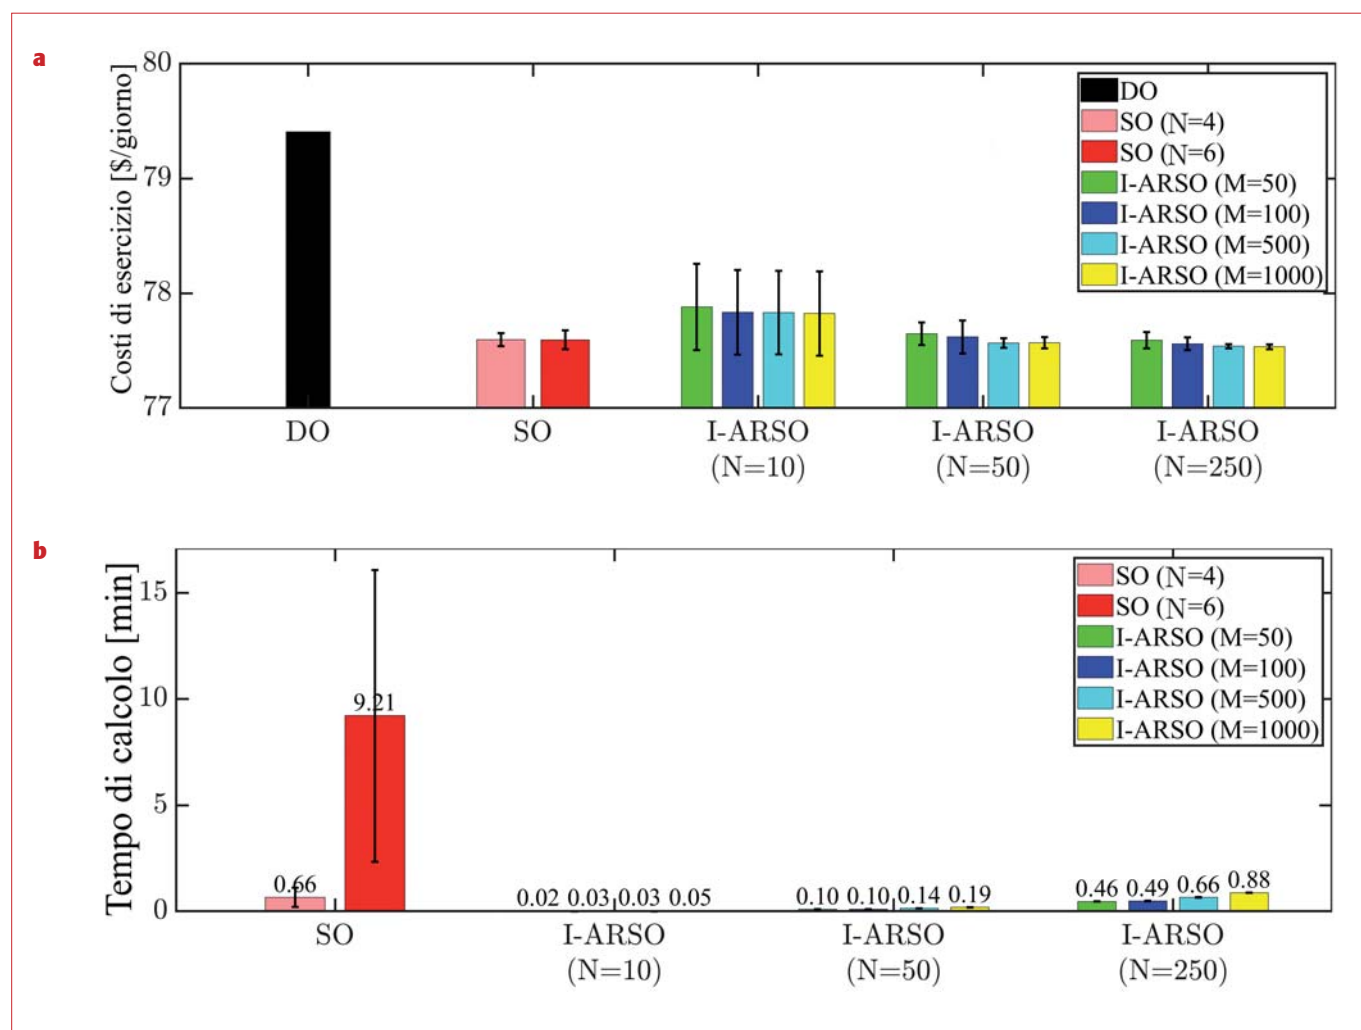 a
Costi di esercizio [$/giorno]
80
79
78
77
DO
SO (N=4)
SO (N=6)
I-ARSO (M=50)
I-ARSO (M=100)
I-ARSO (M=500)
I-ARSO (M=1000)
DO
SO
I-ARSO
(N=10)
I-ARSO
(N=50)
I-ARSO
(N=250)
b
Tempo di calcolo [min]
15
10
5
0
SO (N=4)
SO (N=6)
I-ARSO (M=50)
I-ARSO (M=100)
I-ARSO (M=500)
I-ARSO (M=1000)
0.66
9.21
0.02 0.03 0.03 0.05
0.10 0.10 0.14 0.19
0.46 0.49 0.66 0.88
SO
I-ARSO
(N=10)
I-ARSO
(N=50)
I-ARSO
(N=250)